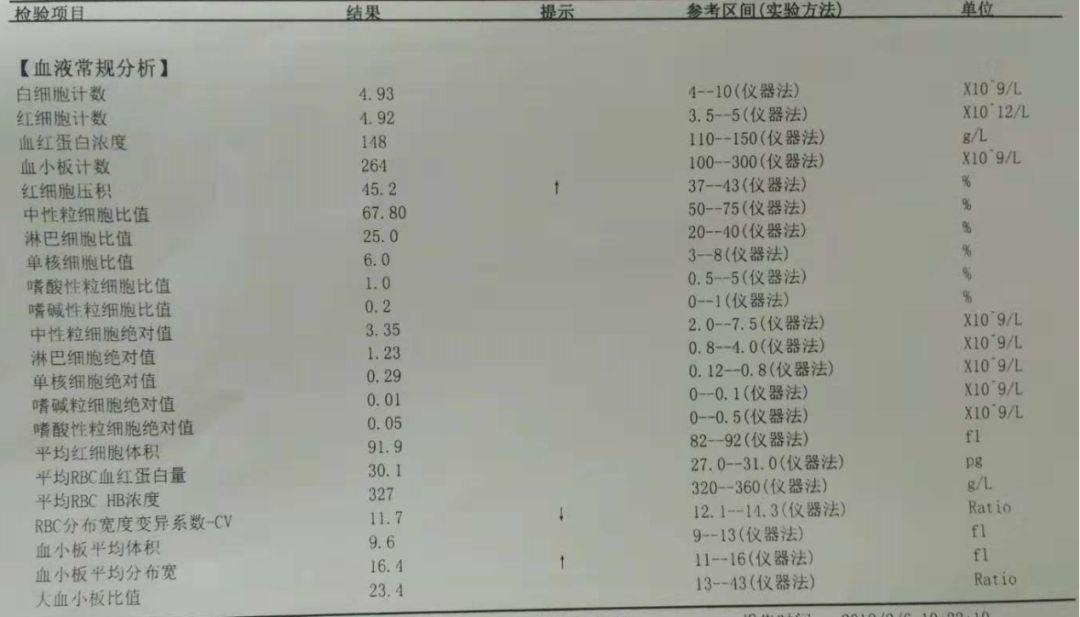 检验项目 结果 提示 参考区间(实验方法) 单位
【血液常规分析】
白细胞计数 4.93 4--10(仪器法) X10^9/L
红细胞计数 4.92 3.5--5(仪器法) X10^12/L
血红蛋白浓度 148 110--150(仪器法) g/L
血小板计数 264 100--300(仪器法) X10^9/L
红细胞压积 45.2 ↑ 37--43(仪器法) %
中性粒细胞比值 67.80 50--75(仪器法) %
淋巴细胞比值 25.0 20--40(仪器法) %
单核细胞比值 6.0 3--8(仪器法) %
嗜酸性粒细胞比值 1.0 0.5--5(仪器法) %
嗜碱性粒细胞比值 0.2 0--1(仪器法) %
中性粒细胞绝对值 3.35 2.0--7.5(仪器法) X10^9/L
淋巴细胞绝对值 1.23 0.8--4.0(仪器法) X10^9/L
单核细胞绝对值 0.29 0.12--0.8(仪器法) X10^9/L
嗜碱粒细胞绝对值 0.01 0--0.1(仪器法) X10^9/L
嗜酸性粒细胞绝对值 0.05 0--0.5(仪器法) X10^9/L
平均红细胞体积 91.9 82--92(仪器法) fl
平均RBC血红蛋白量 30.1 27.0--31.0(仪器法) pg
平均RBC HB浓度 327 320--360(仪器法) g/L
RBC分布宽度变异系数-CV 11.7 ↓ 12.1--14.3(仪器法) Ratio
血小板平均体积 9.6 9--13(仪器法) fl
血小板平均分布宽 16.4 ↑ 11--16(仪器法) fl
大血小板比值 23.4 13--43(仪器法) Ratio